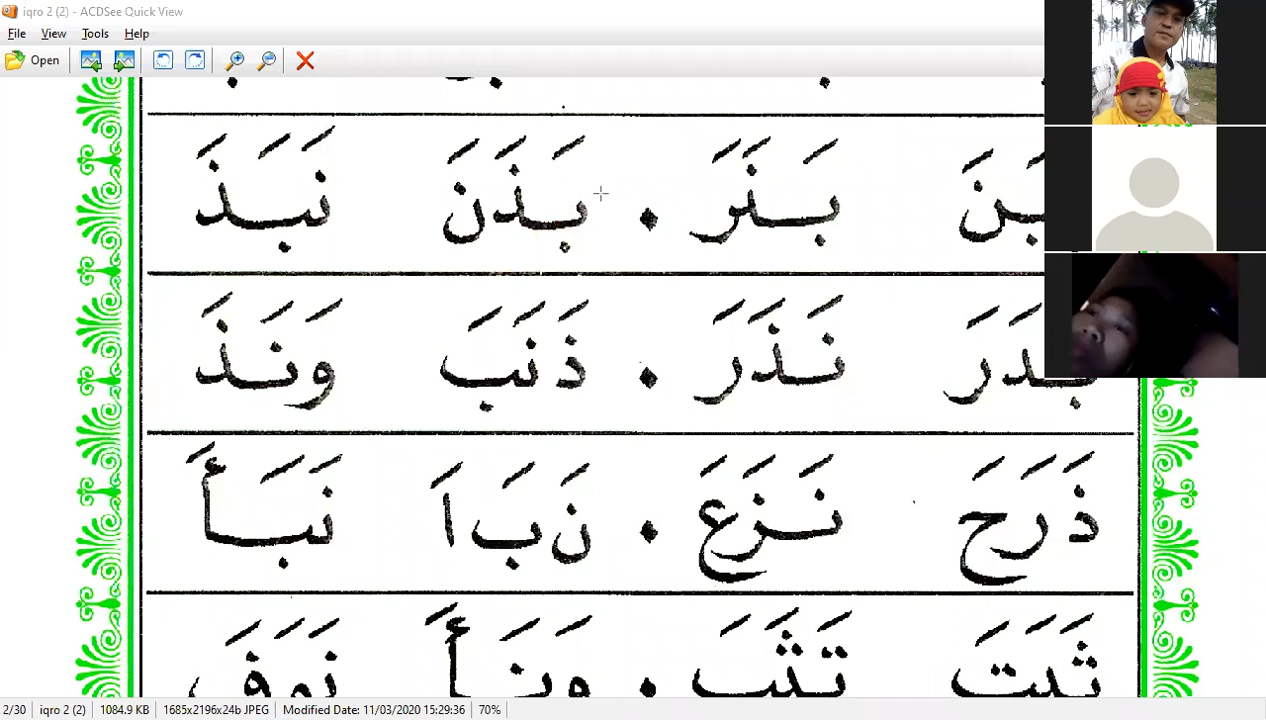 iqro 2 (2) - ACDSee Quick View
File View Tools Help
Open
بَنَرَ . بَذَنَ نَبَذَ
نَذَرَ . ذَنَبَ وَنَذَ
ذَرَحَ نَزَعَ . نَ بَ اَ نَبَأَ
تَثَبَ . وَنَأَ
2/30 iqro 2 (2) 1084.9 KB 1685x2196x24b JPEG Modified Date: 11/03/2020 15:29:36 70%